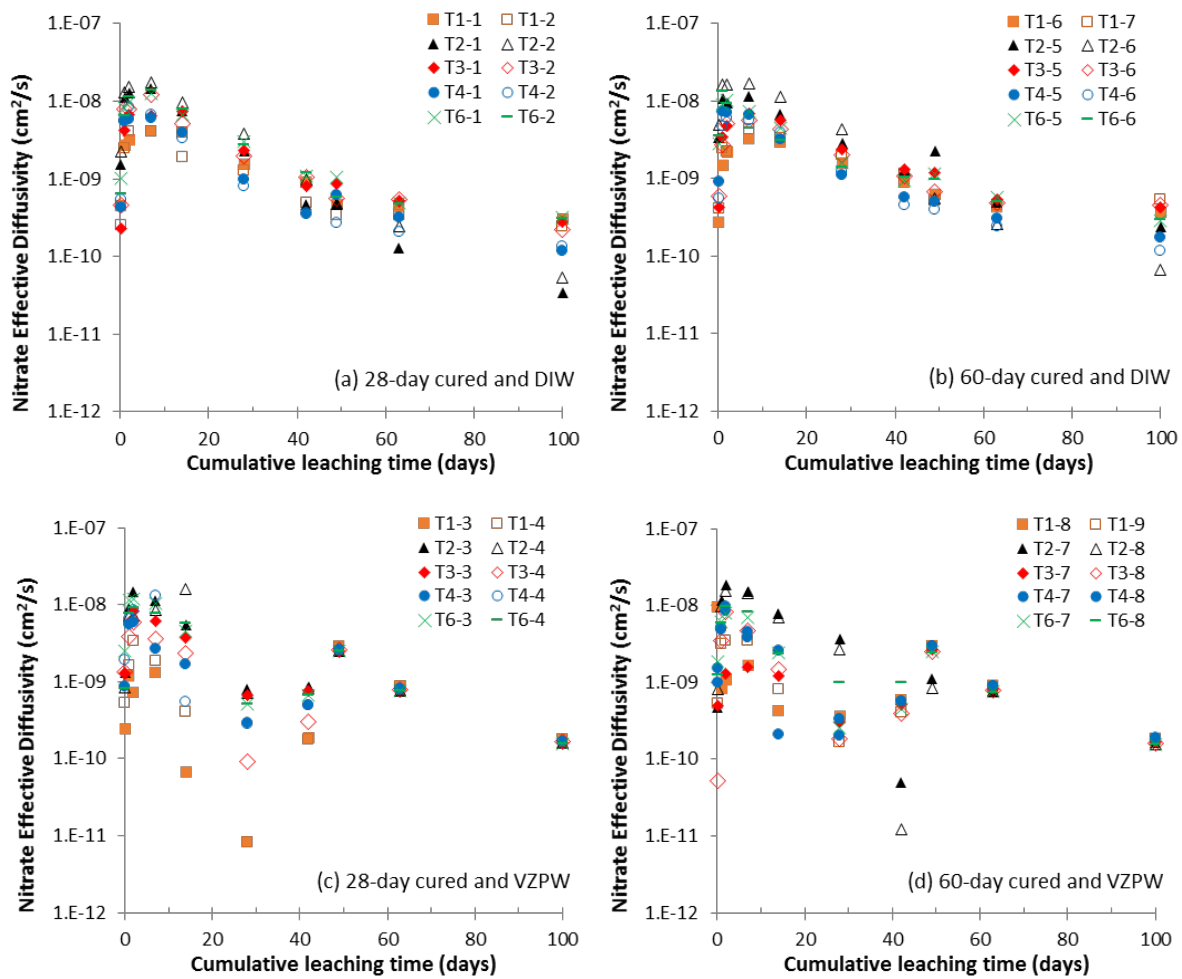 Nitrate Effective Diffusivity (cm²/s)
1.E-07
1.E-08
1.E-09
1.E-10
1.E-11
1.E-12
T1-1 T1-2
T2-1 T2-2
T3-1 T3-2
T4-1 T4-2
T6-1 T6-2
(a) 28-day cured and DIW
0 20 40 60 80 100
Cumulative leaching time (days)
Nitrate Effective Diffusivity (cm²/s)
1.E-07
1.E-08
1.E-09
1.E-10
1.E-11
1.E-12
T1-6 T1-7
T2-5 T2-6
T3-5 T3-6
T4-5 T4-6
T6-5 T6-6
(b) 60-day cured and DIW
0 20 40 60 80 100
Cumulative leaching time (days)
Nitrate Effective Diffusivity (cm²/s)
1.E-07
1.E-08
1.E-09
1.E-10
1.E-11
1.E-12
T1-3 T1-4
T2-3 T2-4
T3-3 T3-4
T4-3 T4-4
T6-3 T6-4
(c) 28-day cured and VZPW
0 20 40 60 80 100
Cumulative leaching time (days)
Nitrate Effective Diffusivity (cm²/s)
1.E-07
1.E-08
1.E-09
1.E-10
1.E-11
1.E-12
T1-8 T1-9
T2-7 T2-8
T3-7 T3-8
T4-7 T4-8
T6-7 T6-8
(d) 60-day cured and VZPW
0 20 40 60 80 100
Cumulative leaching time (days)